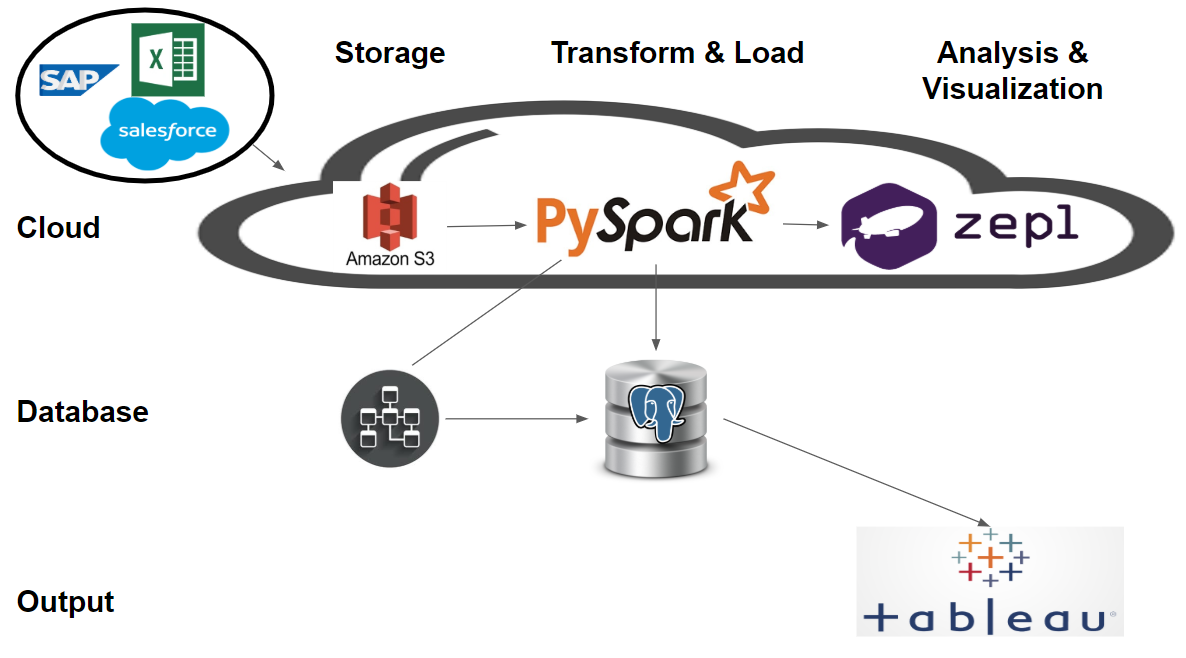 Storage
Transform & Load
Analysis &
Visualization
SAP
X
salesforce
Cloud
Amazon S3
PySpark
zepl
Database
Output
+ableau®